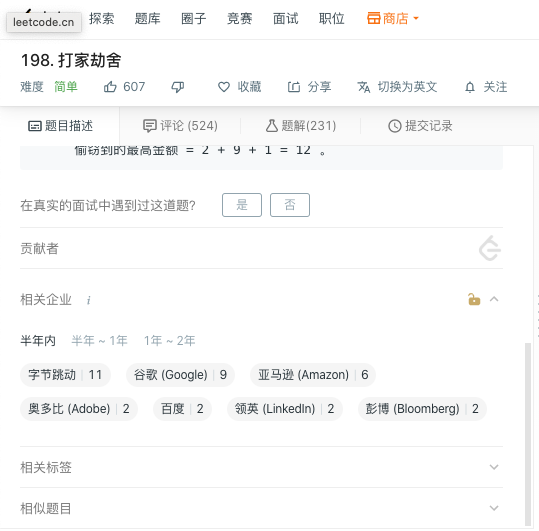 leetcode.cn 探索 题库 圈子 竞赛 面试 职位 商店
198. 打家劫舍
难度 简单 607 收藏 分享 切换为英文 关注
题目描述 评论 (524) 题解(231) 提交记录
偷窃到的最高金额 = 2 + 9 + 1 = 12 。
在真实的面试中遇到过这道题? 是 否
贡献者
相关企业 i
半年内 半年 ~ 1年 1年 ~ 2年
字节跳动 11 谷歌 (Google) 9 亚马逊 (Amazon) 6
奥多比 (Adobe) 2 百度 2 领英 (LinkedIn) 2 彭博 (Bloomberg) 2
相关标签
相似题目